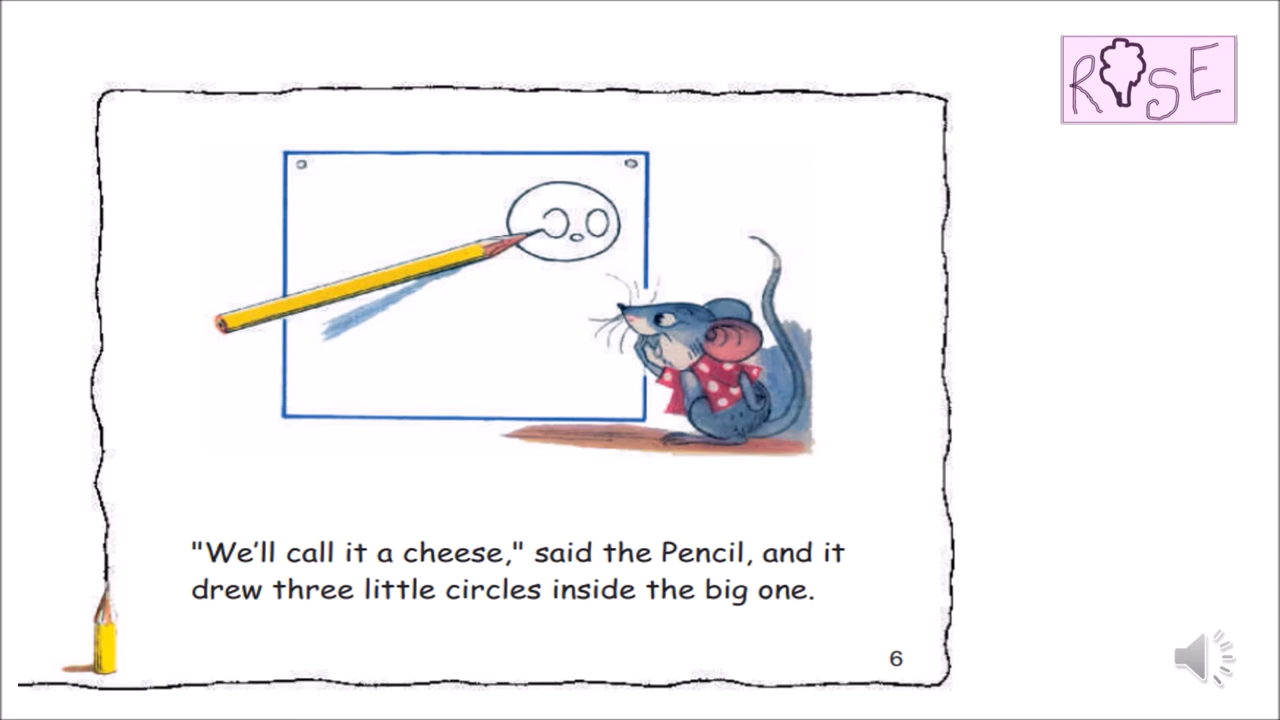 ROSE
"We'll call it a cheese," said the Pencil, and it
drew three little circles inside the big one.
6